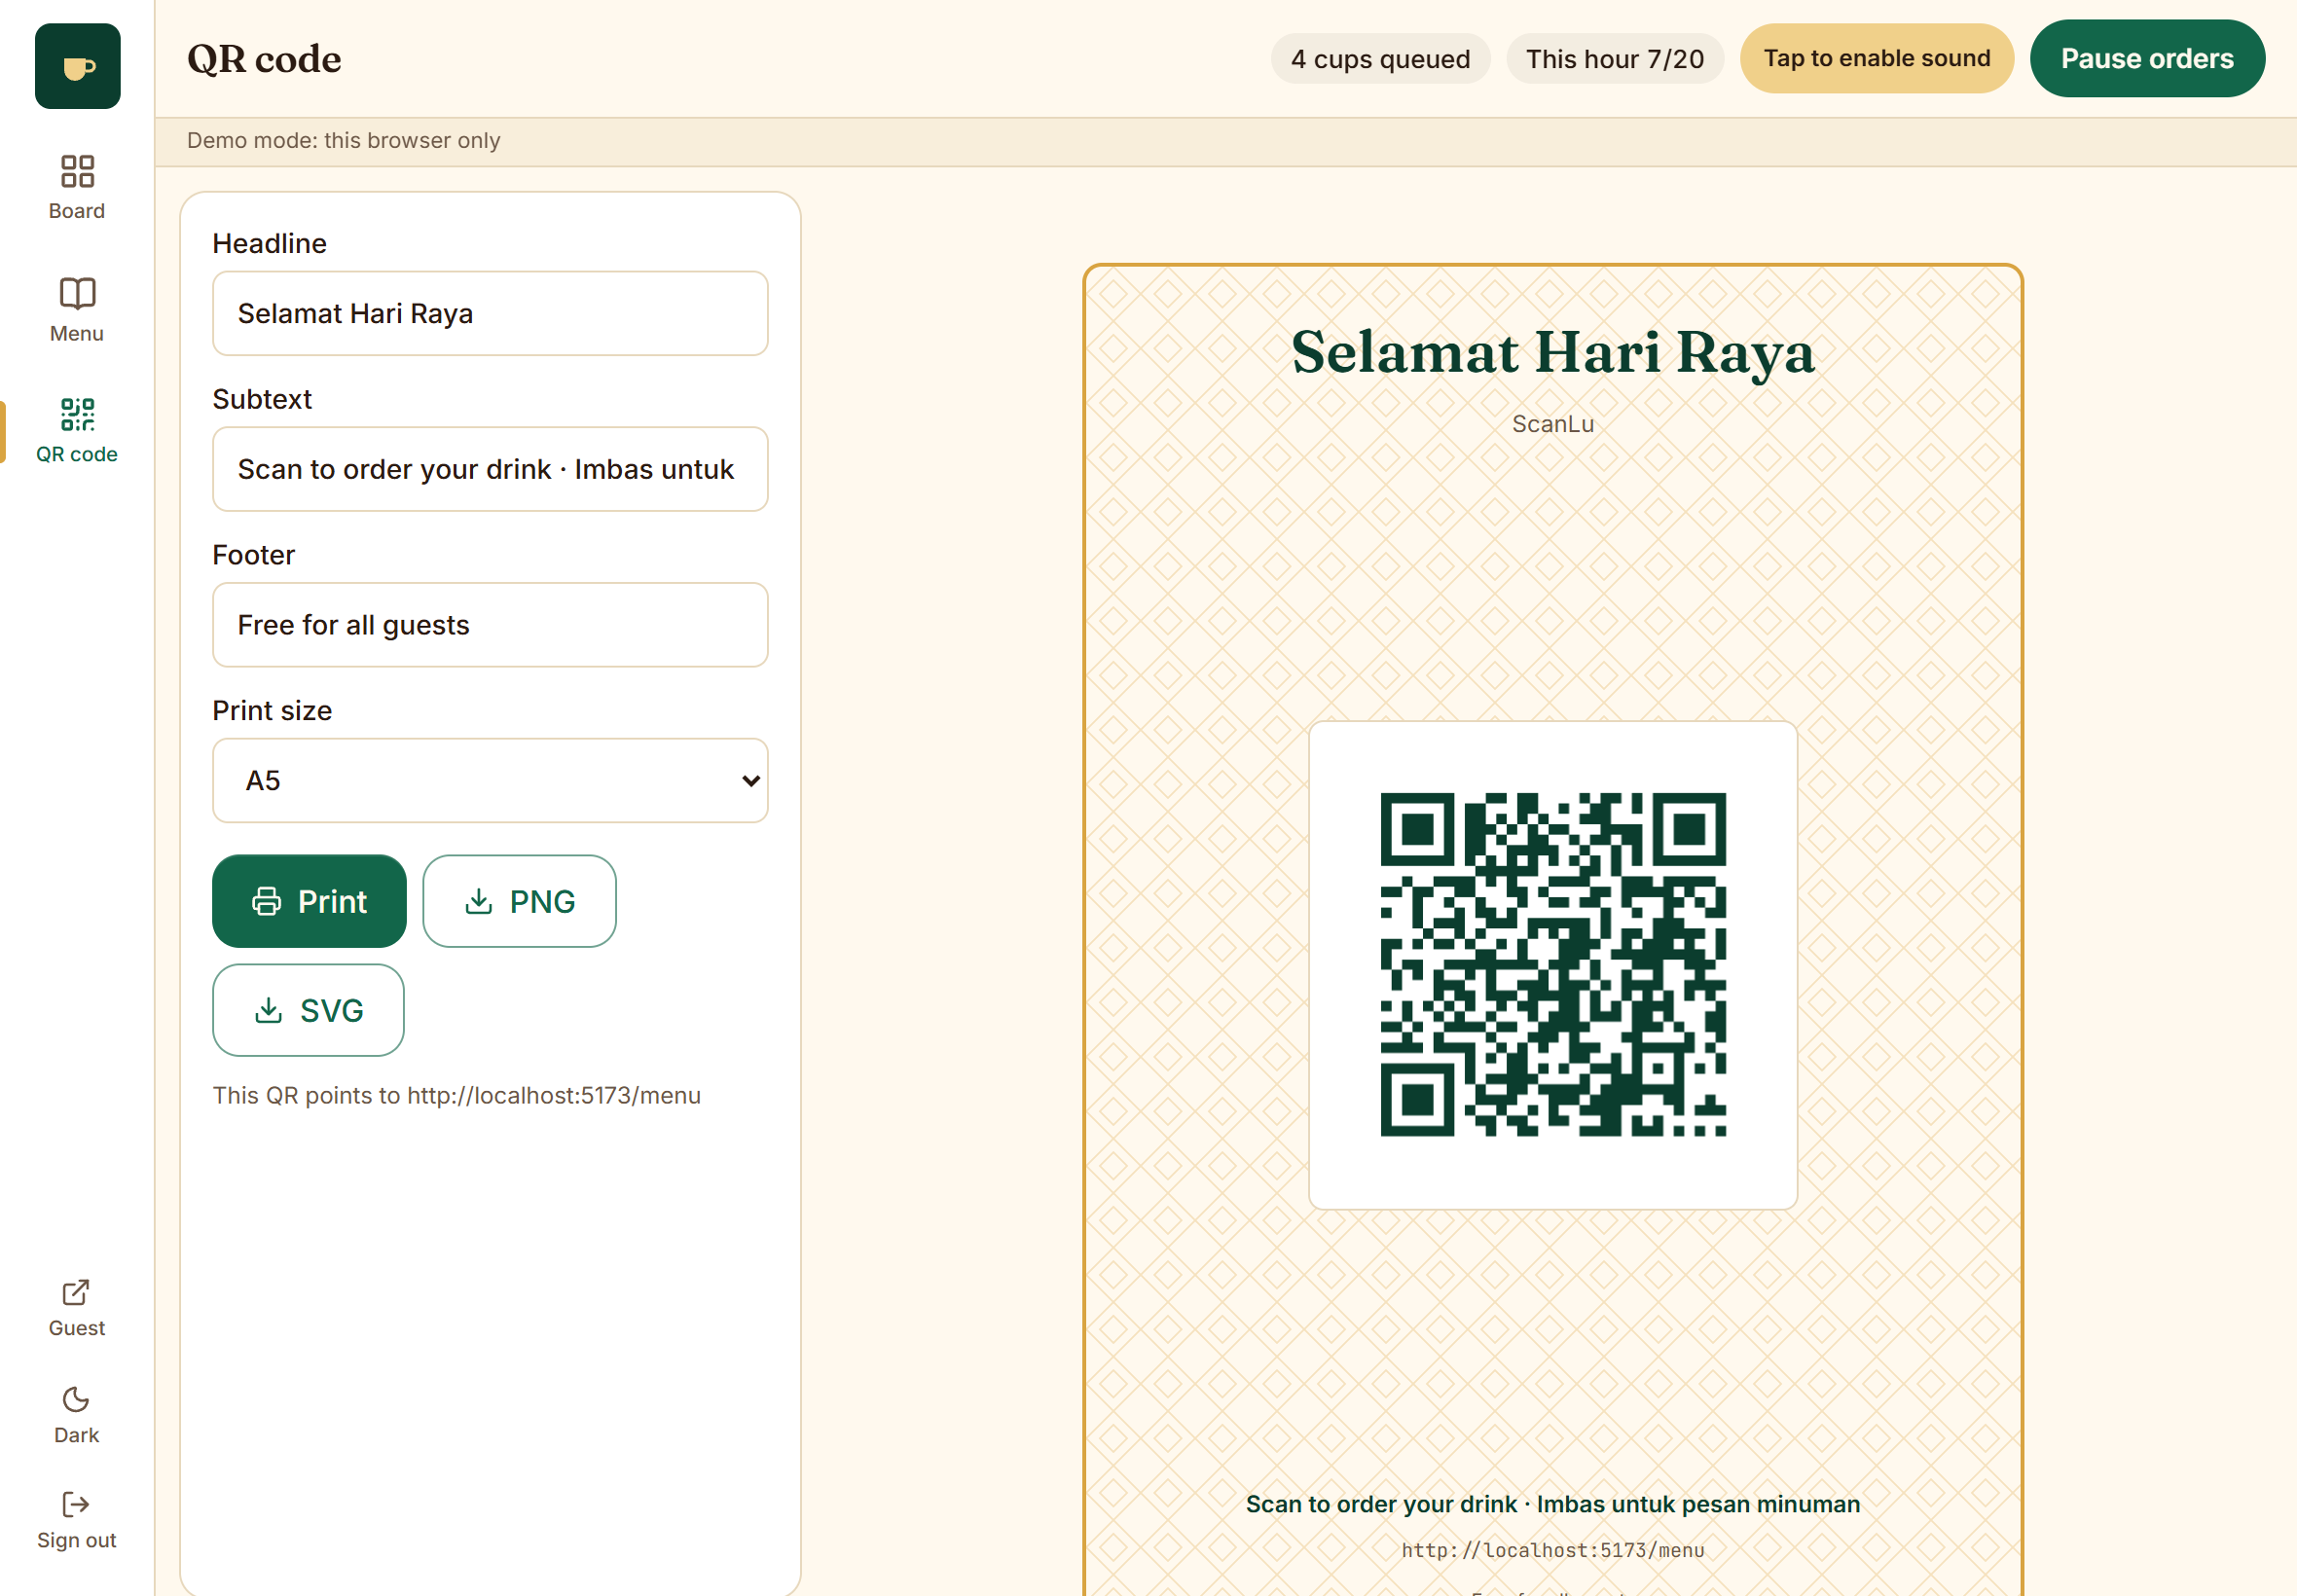 QR code
4 cups queued
This hour 7/20
Tap to enable sound
Pause orders
Demo mode: this browser only
Board
Menu
QR code
Guest
Dark
Sign out
Headline
Selamat Hari Raya
Subtext
Scan to order your drink · Imbas untuk
Footer
Free for all guests
Print size
A5
Print
PNG
SVG
This QR points to http://localhost:5173/menu
Selamat Hari Raya
ScanLu
Scan to order your drink · Imbas untuk pesan minuman
http://localhost:5173/menu